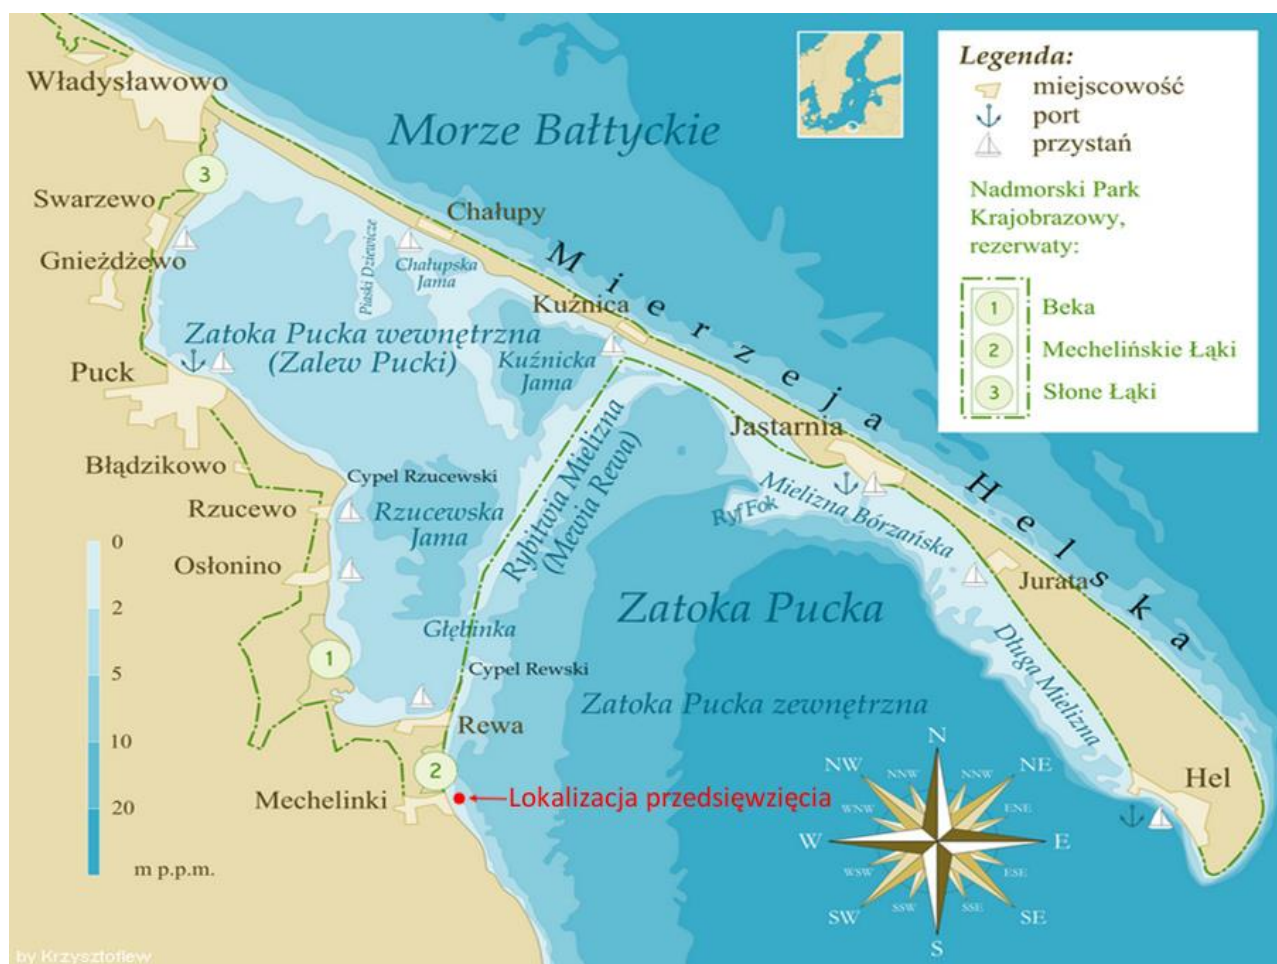 Władysławowo
Swarzewo
Gnieżdżewo
Puck
Błądzikowo
Rzucewo
Osłonino
Mechelinki
Rewa
3
1
2
Morze Bałtyckie
Chałupy
Piaski Dziewicze
Chałupska
Jama
Kuźnica
Zatoka Pucka wewnętrzna
(Zalew Pucki)
Kuźnicka
Jama
Mierzeja Helska
Jastarnia
Cypel Rzucewski
Rzucewska
Jama
Rybitwia Mielizna
(Mewia Rewa)
Ryf Fok
Mielizna Bórzańska
Jurata
Zatoka Pucka
Głębinka
Cypel Rewski
Długa Mielizna
Zatoka Pucka zewnętrzna
Hel
Lokalizacja przedsięwzięcia
Legenda:
miejscowość
port
przystań
Nadmorski Park
Krajobrazowy,
rezerwaty:
1 Beka
2 Mechelińskie Łąki
3 Słone Łąki
0
2
5
10
20
m p.p.m.
N
NNW
NNE
NW
NE
WNW
ENE
W
E
WSW
ESE
SW
SE
SSW
SSE
S
by Krzysztoflew